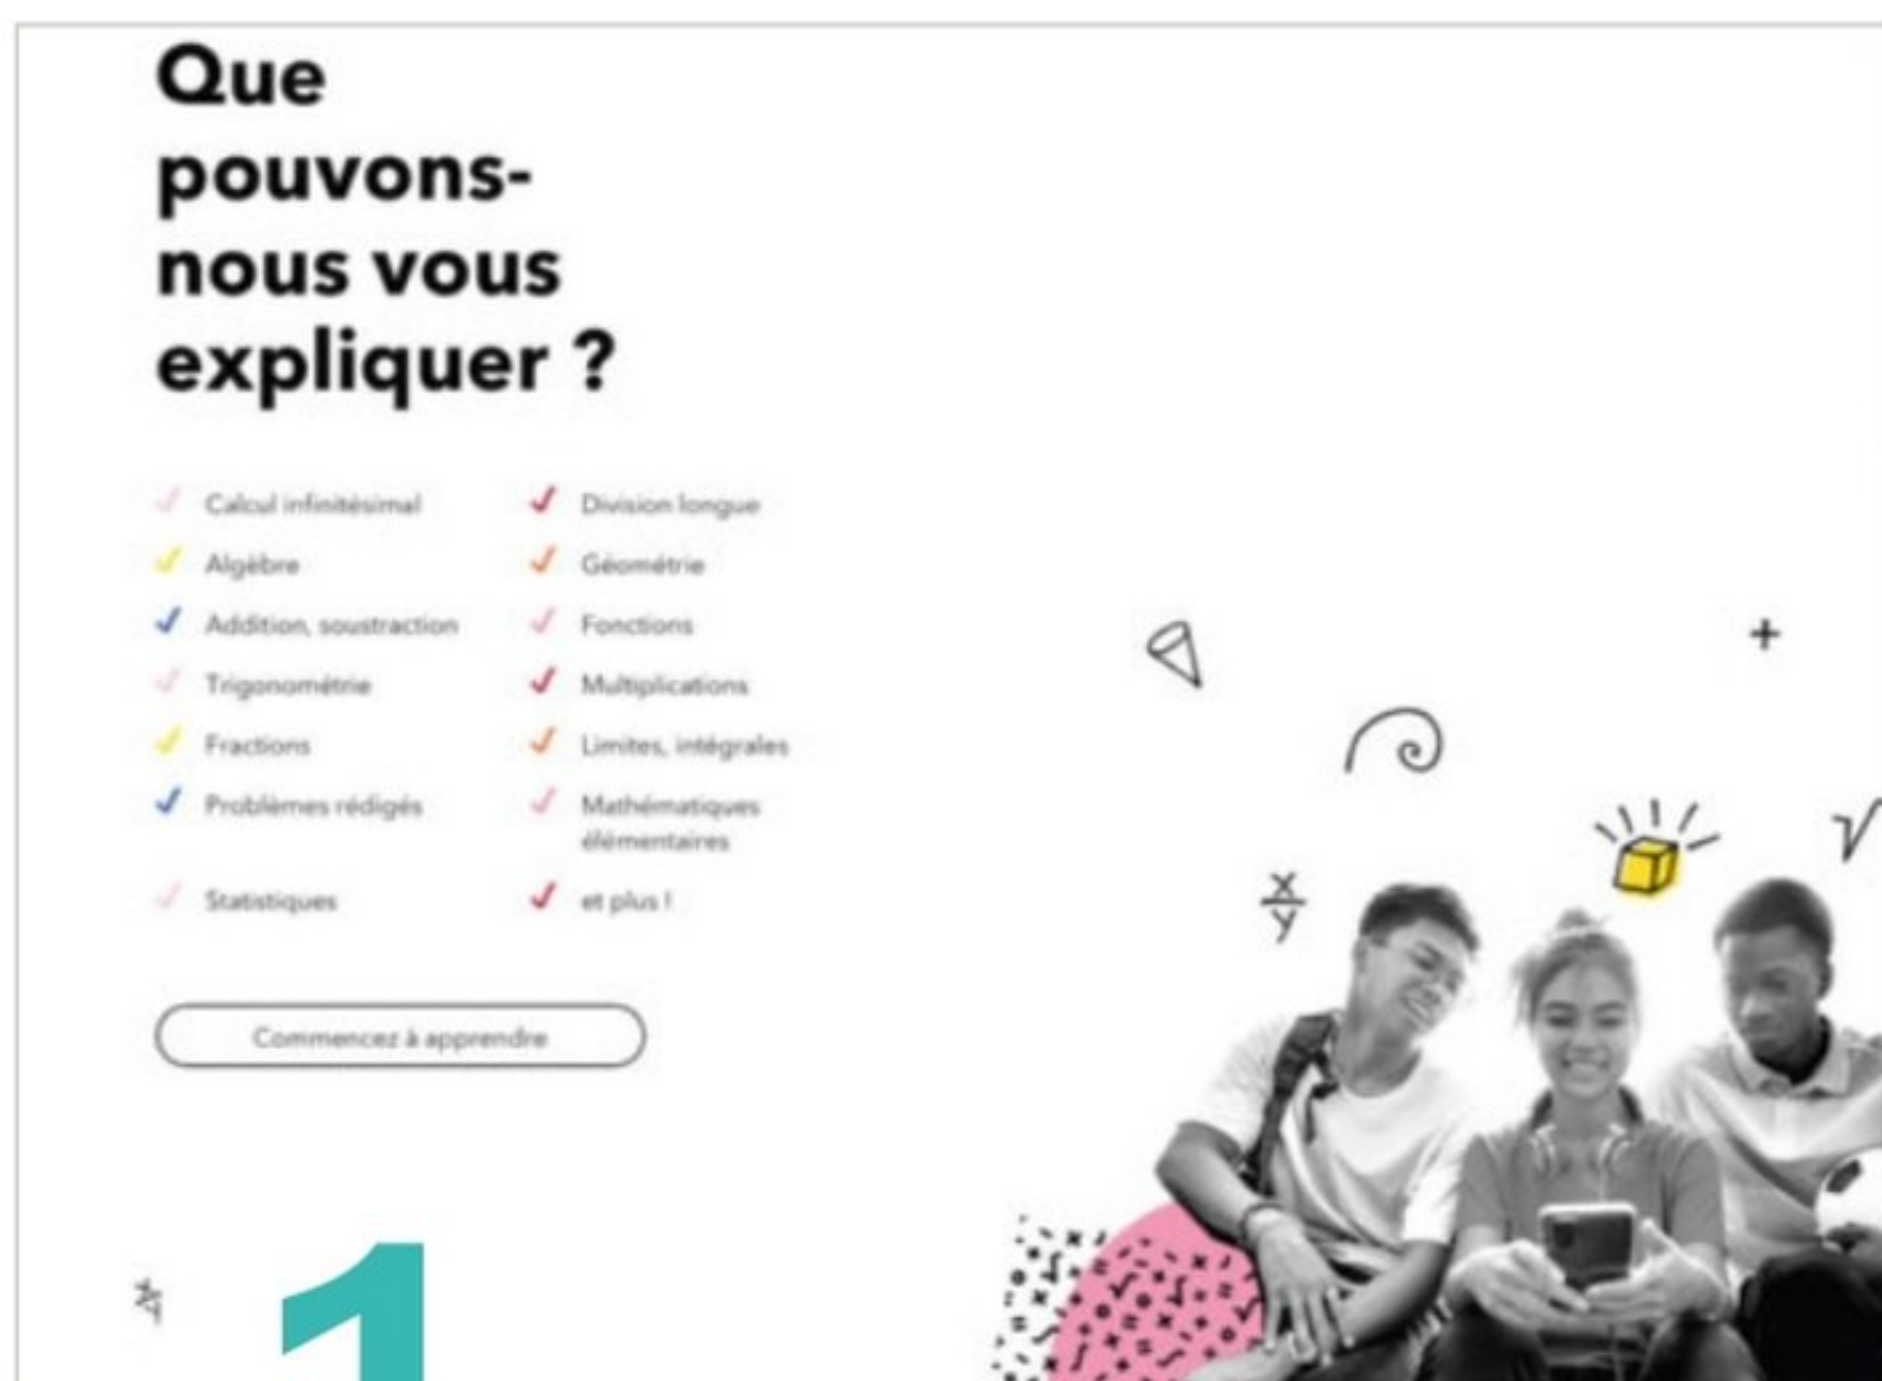 Que
pouvons-
nous vous
expliquer ?
Calcul infinitésimal
Division longue
Algèbre
Géométrie
Addition, soustraction
Fonctions
Trigonométrie
Multiplications
Fractions
Limites, intégrales
Problèmes rédigés
Mathématiques
élémentaires
Statistiques
et plus !
Commencez à apprendre
+
√
x
y
1